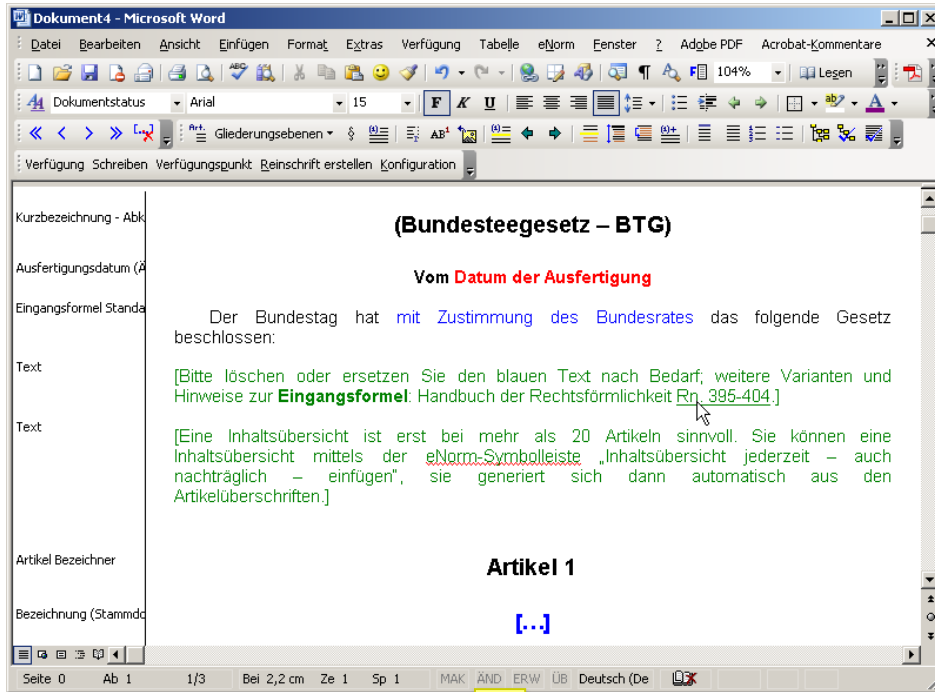 Dokument4 - Microsoft Word
Datei Bearbeiten Ansicht Einfügen Format Extras Verfügung Tabelle eNorm Fenster ? Adobe PDF Acrobat-Kommentare
104% Lesen
Dokumentstatus Arial 15 F K U
Art. Gliederungsebenen §
Verfügung Schreiben Verfügungspunkt Reinschrift erstellen Konfiguration
Kurzbezeichnung - Abk
(Bundesteegesetz – BTG)
Ausfertigungsdatum (Ä
Vom Datum der Ausfertigung
Eingangsformel Standa
Der Bundestag hat mit Zustimmung des Bundesrates das folgende Gesetz
beschlossen:
Text
[Bitte löschen oder ersetzen Sie den blauen Text nach Bedarf; weitere Varianten und
Hinweise zur Eingangsformel: Handbuch der Rechtsförmlichkeit Rn. 395-404.]
Text
[Eine Inhaltsübersicht ist erst bei mehr als 20 Artikeln sinnvoll. Sie können eine
Inhaltsübersicht mittels der eNorm-Symbolleiste „Inhaltsübersicht jederzeit – auch
nachträglich – einfügen“, sie generiert sich dann automatisch aus den
Artikelüberschriften.]
Artikel Bezeichner
Artikel 1
Bezeichnung (Stammdo
[...]
Seite 0 Ab 1 1/3 Bei 2,2 cm Ze 1 Sp 1 MAK ÄND ERW ÜB Deutsch (De